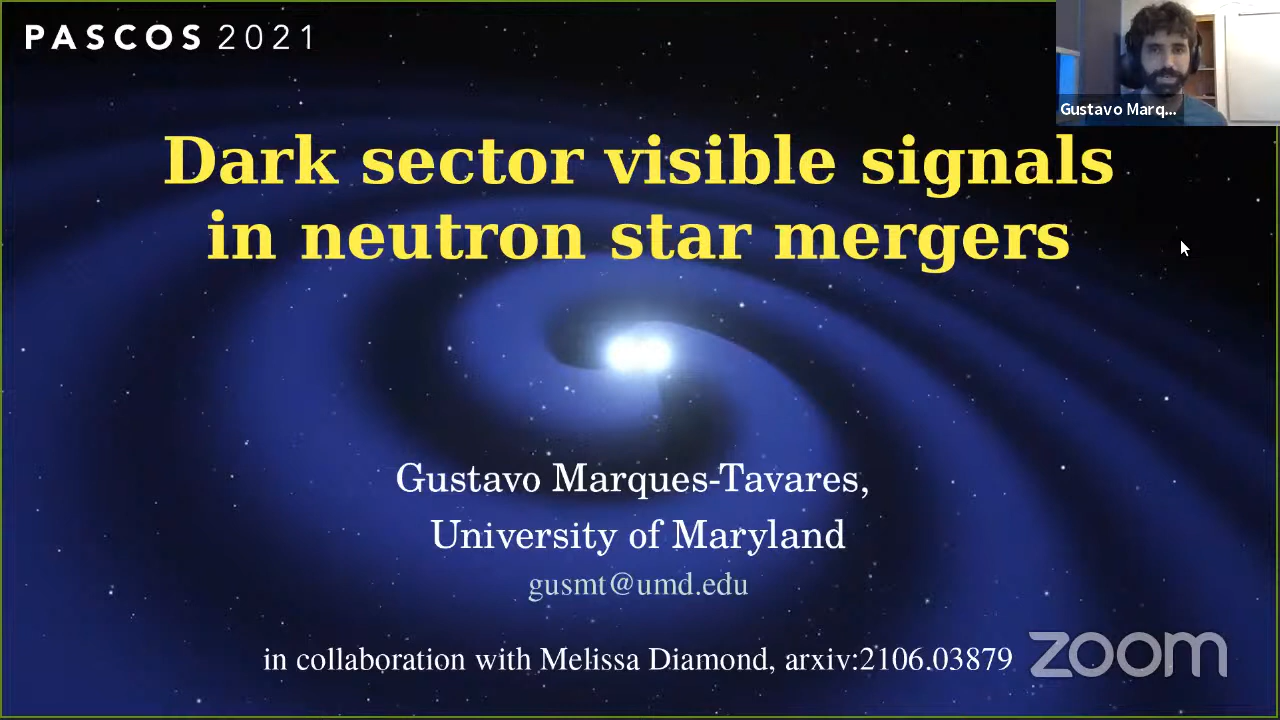 PASCOS 2021
Gustavo Marq...
Dark sector visible signals
in neutron star mergers
Gustavo Marques-Tavares,
University of Maryland
gusmt@umd.edu
in collaboration with Melissa Diamond, arxiv:2106.03879
zoom